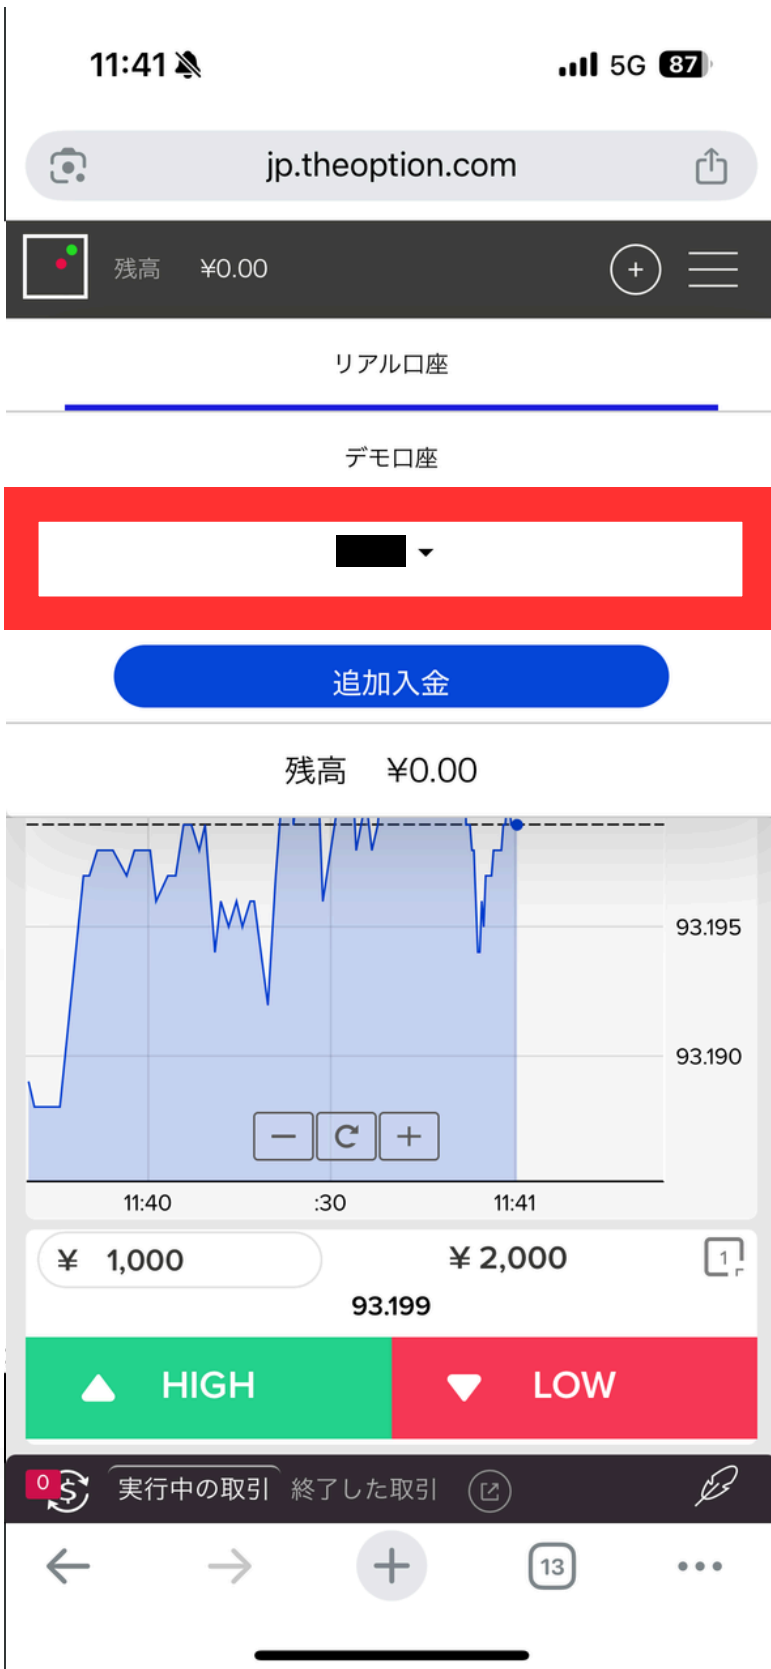 11:41 5G 87
jp.theoption.com
残高 ¥0.00 +
リアル口座
デモ口座
追加入金
残高 ¥0.00
93.195
93.190
11:40 :30 11:41
¥ 1,000 ¥ 2,000 1
93.199
HIGH LOW
0 $ 実行中の取引 終了した取引
13